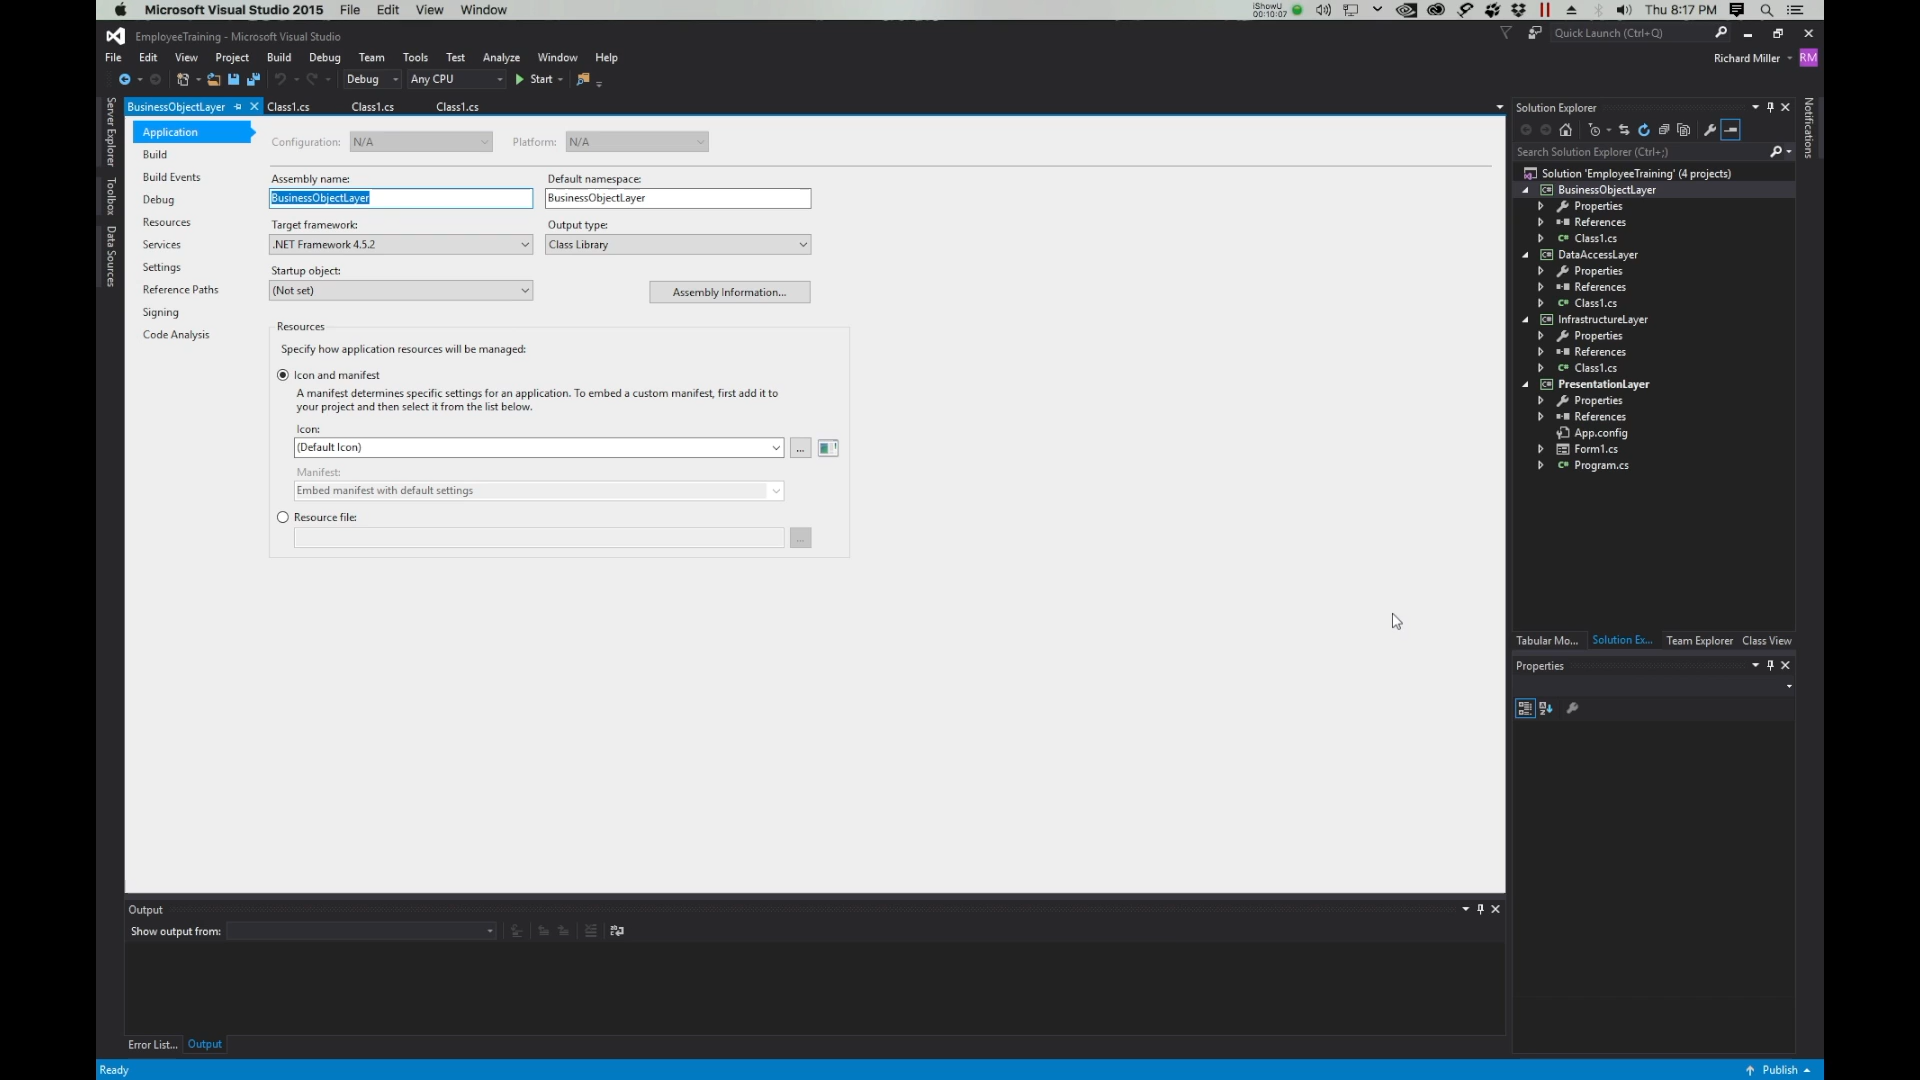 Microsoft Visual Studio 2015 File Edit View Window
iShowU
00:10:07
Thu 8:17 PM
EmployeeTraining - Microsoft Visual Studio
Quick Launch (Ctrl+Q)
File Edit View Project Build Debug Team Tools Test Analyze Window Help
Richard Miller RM
Debug Any CPU Start
BusinessObjectLayer Class1.cs Class1.cs Class1.cs
Server Explorer
Toolbox
Data Sources
Application
Build
Build Events
Debug
Resources
Services
Settings
Reference Paths
Signing
Code Analysis
Configuration: N/A Platform: N/A
Assembly name: Default namespace:
BusinessObjectLayer BusinessObjectLayer
Target framework: Output type:
.NET Framework 4.5.2 Class Library
Startup object:
(Not set) Assembly Information...
Resources
Specify how application resources will be managed:
Icon and manifest
A manifest determines specific settings for an application. To embed a custom manifest, first add it to
your project and then select it from the list below.
Icon:
(Default Icon) ...
Manifest:
Embed manifest with default settings
Resource file:
...
Solution Explorer
Search Solution Explorer (Ctrl+;)
Solution 'EmployeeTraining' (4 projects)
BusinessObjectLayer
Properties
References
C# Class1.cs
DataAccessLayer
Properties
References
C# Class1.cs
InfrastructureLayer
Properties
References
C# Class1.cs
PresentationLayer
Properties
References
App.config
Form1.cs
C# Program.cs
Tabular Mo... Solution Ex... Team Explorer Class View
Properties
Notifications
Output
Show output from:
Error List... Output
Ready
Publish